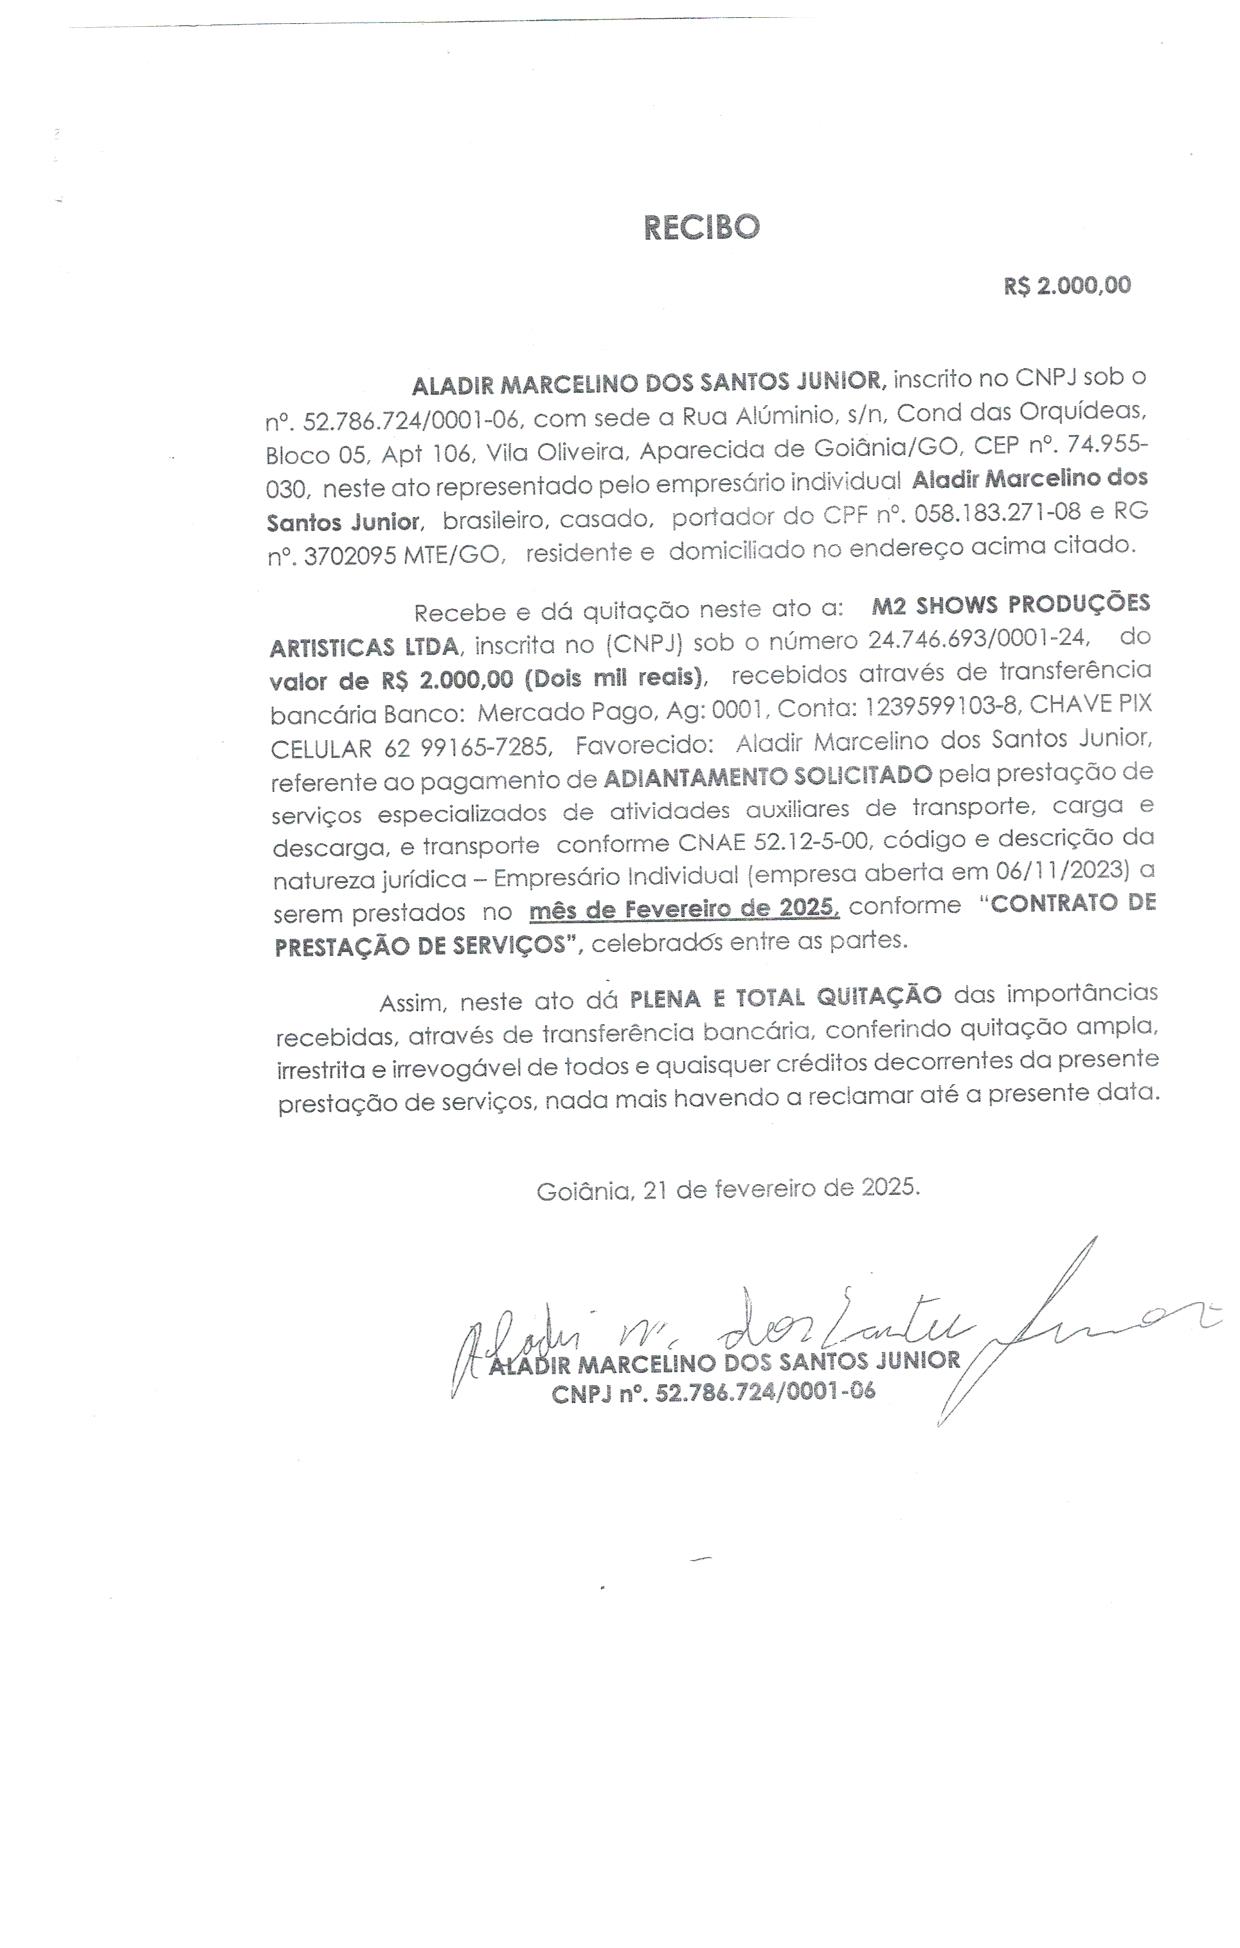 RECIBO
R$ 2.000,00
ALADIR MARCELINO DOS SANTOS JUNIOR, inscrito no CNPJ sob o
nº. 52.786.724/0001-06, com sede a Rua Alúminio, s/n, Cond das Orquídeas,
Bloco 05, Apt 106, Vila Oliveira, Aparecida de Goiânia/GO, CEP nº. 74.955-
030, neste ato representado pelo empresário individual Aladir Marcelino dos
Santos Junior, brasileiro, casado, portador do CPF nº. 058.183.271-08 e RG
nº. 3702095 MTE/GO, residente e domiciliado no endereço acima citado.
Recebe e dá quitação neste ato a: M2 SHOWS PRODUÇÕES
ARTISTICAS LTDA, inscrita no (CNPJ) sob o número 24.746.693/0001-24, do
valor de R$ 2.000,00 (Dois mil reais), recebidos através de transferência
bancária Banco: Mercado Pago, Ag: 0001, Conta: 1239599103-8, CHAVE PIX
CELULAR 62 99165-7285, Favorecido: Aladir Marcelino dos Santos Junior,
referente ao pagamento de ADIANTAMENTO SOLICITADO pela prestação de
serviços especializados de atividades auxiliares de transporte, carga e
descarga, e transporte conforme CNAE 52.12-5-00, código e descrição da
natureza jurídica – Empresário Individual (empresa aberta em 06/11/2023) a
serem prestados no mês de Fevereiro de 2025, conforme “CONTRATO DE
PRESTAÇÃO DE SERVIÇOS”, celebrados entre as partes.
Assim, neste ato dá PLENA E TOTAL QUITAÇÃO das importâncias
recebidas, através de transferência bancária, conferindo quitação ampla,
irrestrita e irrevogável de todos e quaisquer créditos decorrentes da presente
prestação de serviços, nada mais havendo a reclamar até a presente data.
Goiânia, 21 de fevereiro de 2025.
Aladir M. dos Santos Junior
ALADIR MARCELINO DOS SANTOS JUNIOR
CNPJ nº. 52.786.724/0001-06